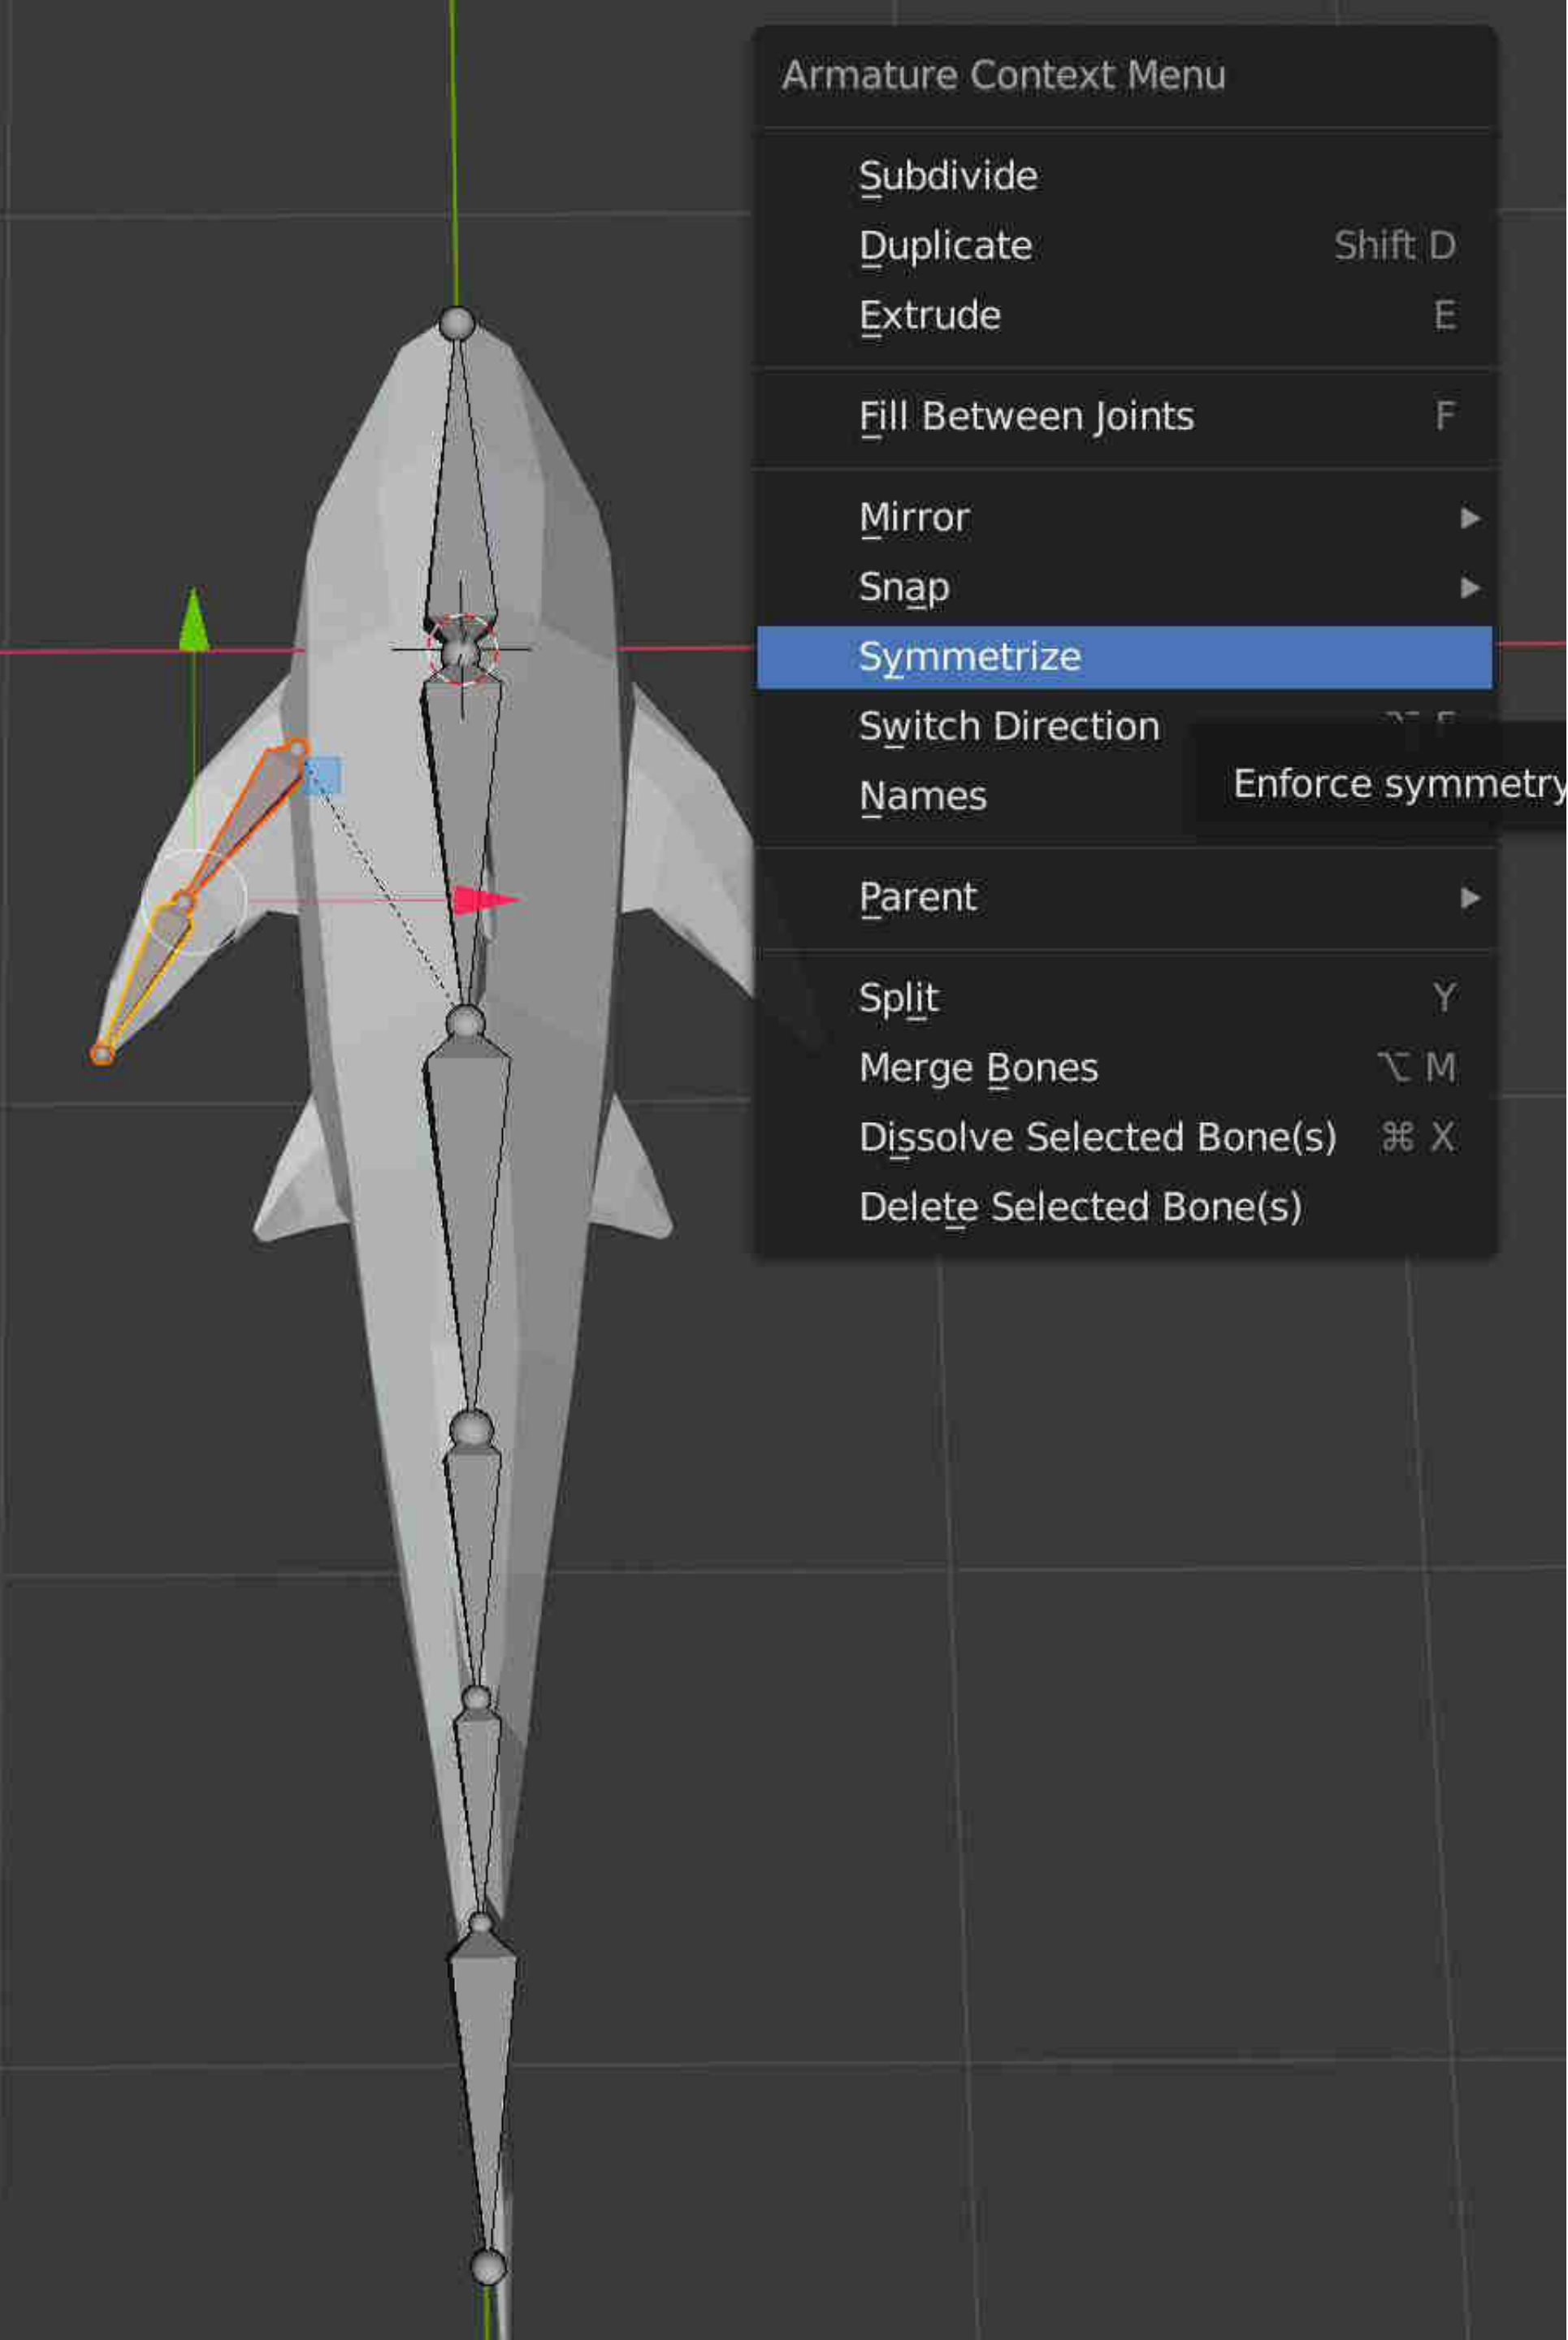 Armature Context Menu
Subdivide
Duplicate Shift D
Extrude E
Fill Between Joints F
Mirror
Snap
Symmetrize
Switch Direction
Enforce symmetry
Names
Parent
Split Y
Merge Bones ⌥ M
Dissolve Selected Bone(s) ⌘ X
Delete Selected Bone(s)